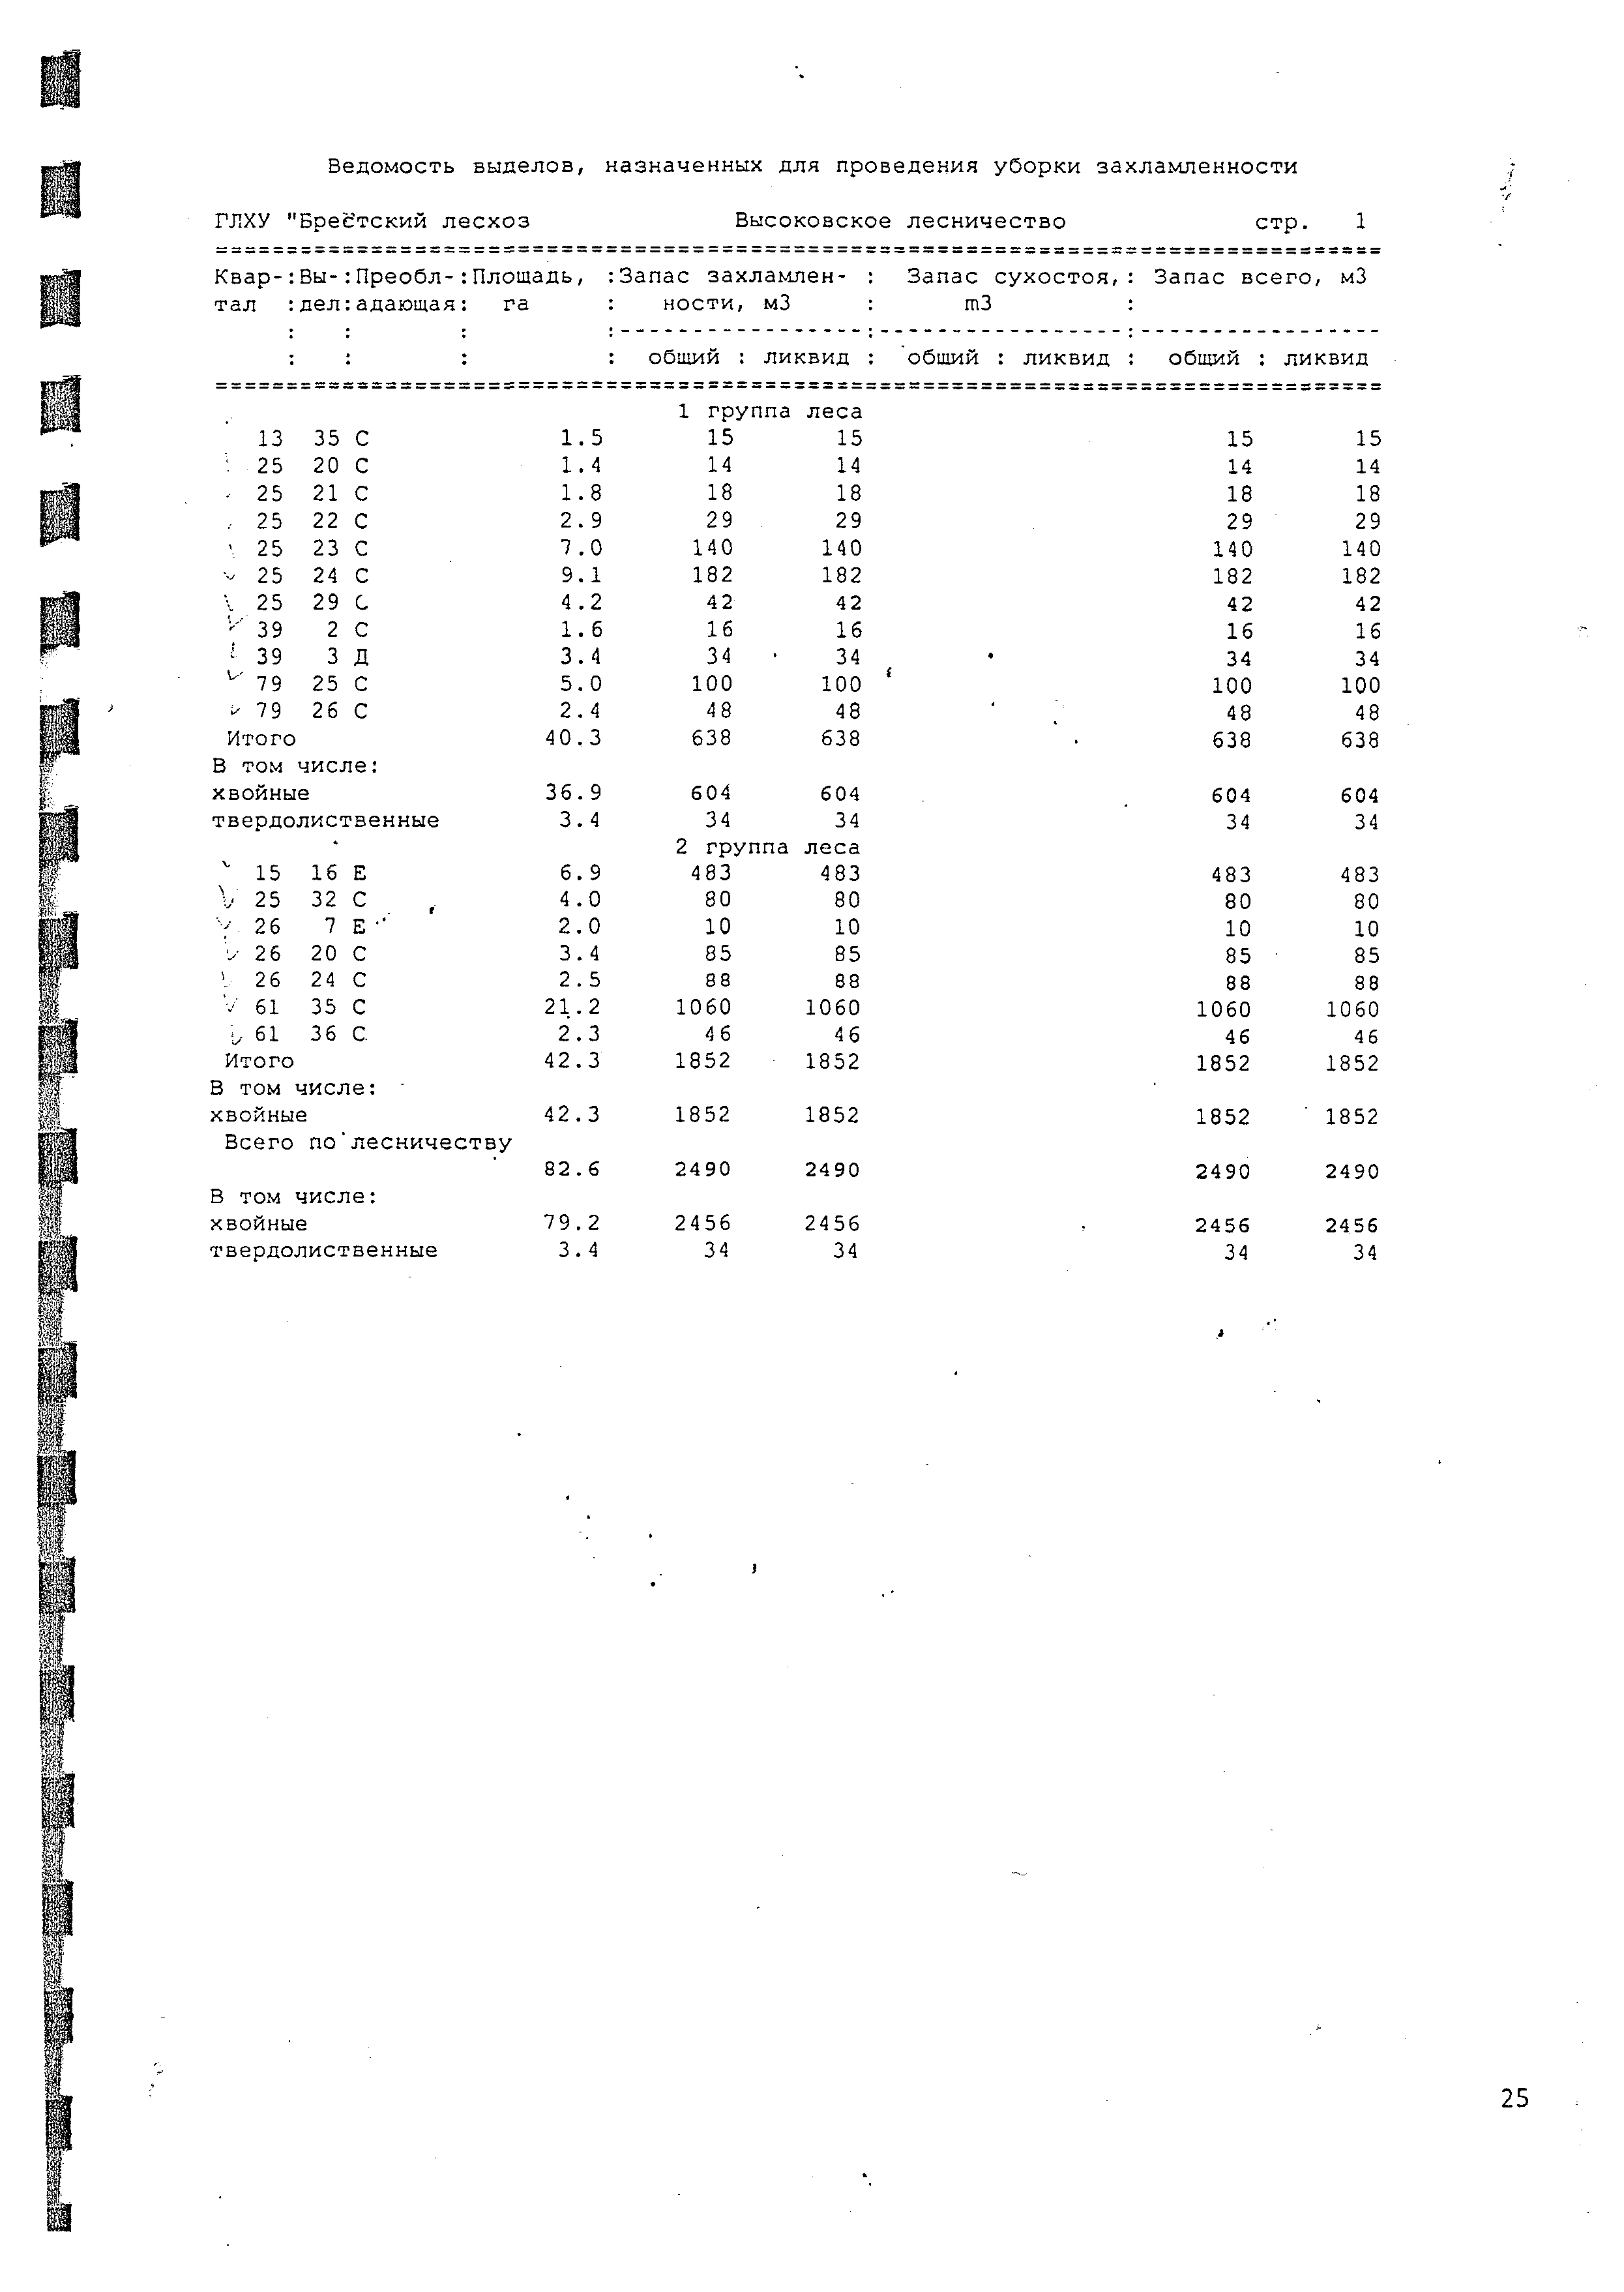 Ведомость выделов, назначенных для проведения уборки захламленности
ГЛХУ "Брестский лесхоз Высоковское лесничество стр. 1
================================================================================
Квар-:Вы-:Преобл-:Площадь, :Запас захламлен- : Запас сухостоя,: Запас всего, м3
тал :дел:адающая: га : ности, м3 : m3 :
: : : :-----------------:-----------------:-----------------
: : : : общий : ликвид : общий : ликвид : общий : ликвид
================================================================================
1 группа леса
13 35 С 1.5 15 15 15 15
25 20 С 1.4 14 14 14 14
25 21 С 1.8 18 18 18 18
25 22 С 2.9 29 29 29 29
25 23 С 7.0 140 140 140 140
25 24 С 9.1 182 182 182 182
25 29 С 4.2 42 42 42 42
39 2 С 1.6 16 16 16 16
39 3 Д 3.4 34 34 34 34
79 25 С 5.0 100 100 100 100
79 26 С 2.4 48 48 48 48
Итого 40.3 638 638 638 638
В том числе:
хвойные 36.9 604 604 604 604
твердолиственные 3.4 34 34 34 34
2 группа леса
15 16 Е 6.9 483 483 483 483
25 32 С 4.0 80 80 80 80
26 7 Е 2.0 10 10 10 10
26 20 С 3.4 85 85 85 85
26 24 С 2.5 88 88 88 88
61 35 С 21.2 1060 1060 1060 1060
61 36 С 2.3 46 46 46 46
Итого 42.3 1852 1852 1852 1852
В том числе:
хвойные 42.3 1852 1852 1852 1852
Всего по лесничеству
82.6 2490 2490 2490 2490
В том числе:
хвойные 79.2 2456 2456 2456 2456
твердолиственные 3.4 34 34 34 34
25